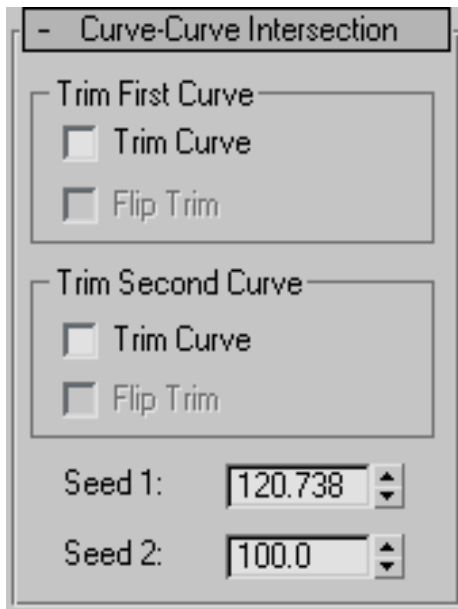 - Curve-Curve Intersection
Trim First Curve
Trim Curve
Flip Trim
Trim Second Curve
Trim Curve
Flip Trim
Seed 1: 120.738
Seed 2: 100.0